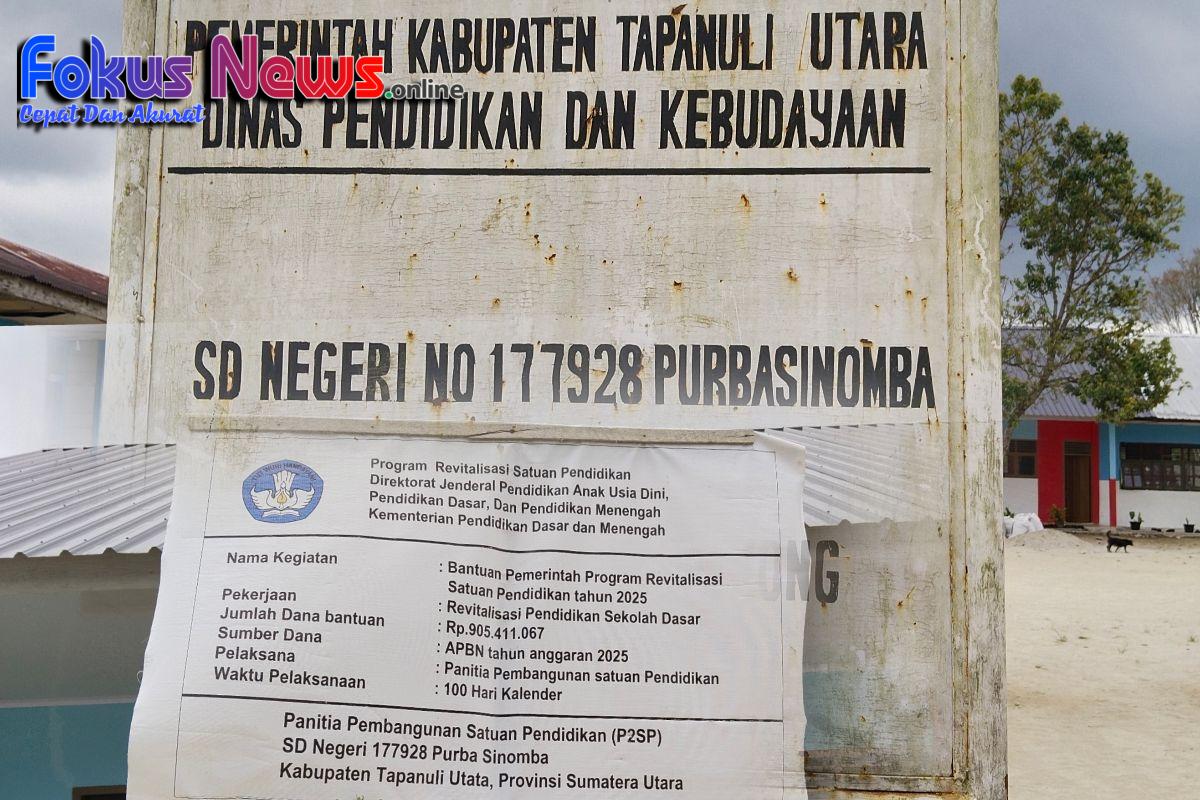 Fokus News.online
Cepat Dan Akurat
PEMERINTAH KABUPATEN TAPANULI UTARA
DINAS PENDIDIKAN DAN KEBUDAYAAN
SD NEGERI NO 177928 PURBASINOMBA
Program Revitalisasi Satuan Pendidikan
Direktorat Jenderal Pendidikan Anak Usia Dini,
Pendidikan Dasar, Dan Pendidikan Menengah
Kementerian Pendidikan Dasar dan Menengah
Nama Kegiatan : Bantuan Pemerintah Program Revitalisasi
Satuan Pendidikan tahun 2025
Pekerjaan : Revitalisasi Pendidikan Sekolah Dasar
Jumlah Dana bantuan : Rp.905.411.067
Sumber Dana : APBN tahun anggaran 2025
Pelaksana : Panitia Pembangunan satuan Pendidikan
Waktu Pelaksanaan : 100 Hari Kalender
Panitia Pembangunan Satuan Pendidikan (P2SP)
SD Negeri 177928 Purba Sinomba
Kabupaten Tapanuli Utata, Provinsi Sumatera Utara